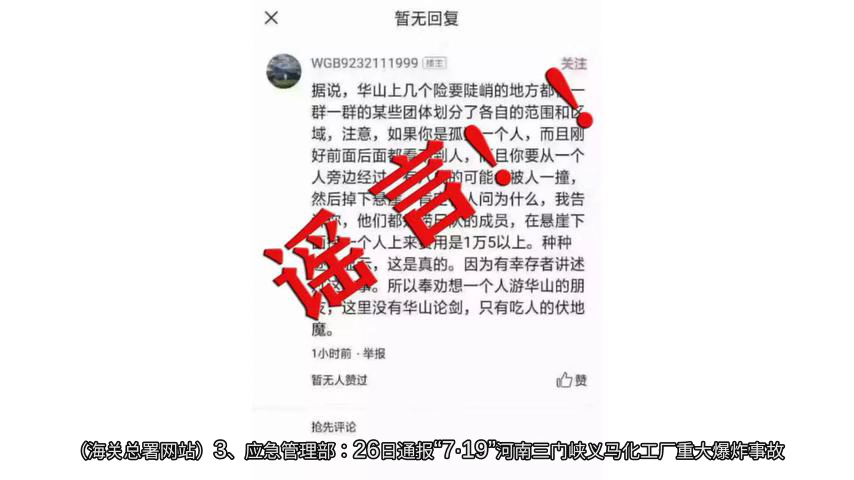 暂无回复
WGB9232111999 楼主 关注
据说，华山上几个险要陡峭的地方都 一
群一群的某些团体划分了各自的范围和区
域，注意，如果你是孤 一个人，而且刚
好前面后面都看 到人，而且你要从一个
人旁边经过， 的可能 被人一撞，
然后掉下悬崖 人问为什么，我告
你，他们都 队的成员，在悬崖下
一个人上来 用是1万5以上。种种
示，这是真的。因为有幸存者讲述
。所以奉劝想一个人游华山的朋
友，这里没有华山论剑，只有吃人的伏地
魔。
谣言！！
1小时前 · 举报
暂无人赞过 赞
抢先评论
（海关总署网站）3、应急管理部：26日通报“7·19”河南三门峡义马化工厂重大爆炸事故